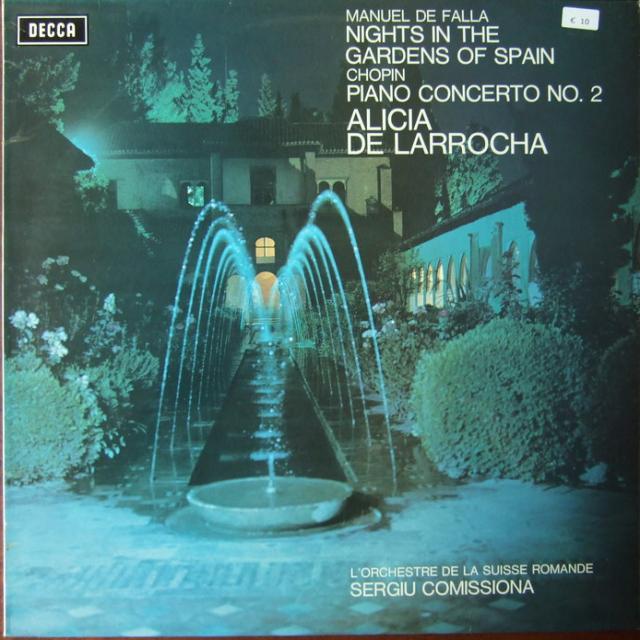 DECCA
€ 10
MANUEL DE FALLA
NIGHTS IN THE
GARDENS OF SPAIN
CHOPIN
PIANO CONCERTO NO. 2
ALICIA
DE LARROCHA
L'ORCHESTRE DE LA SUISSE ROMANDE
SERGIU COMISSIONA